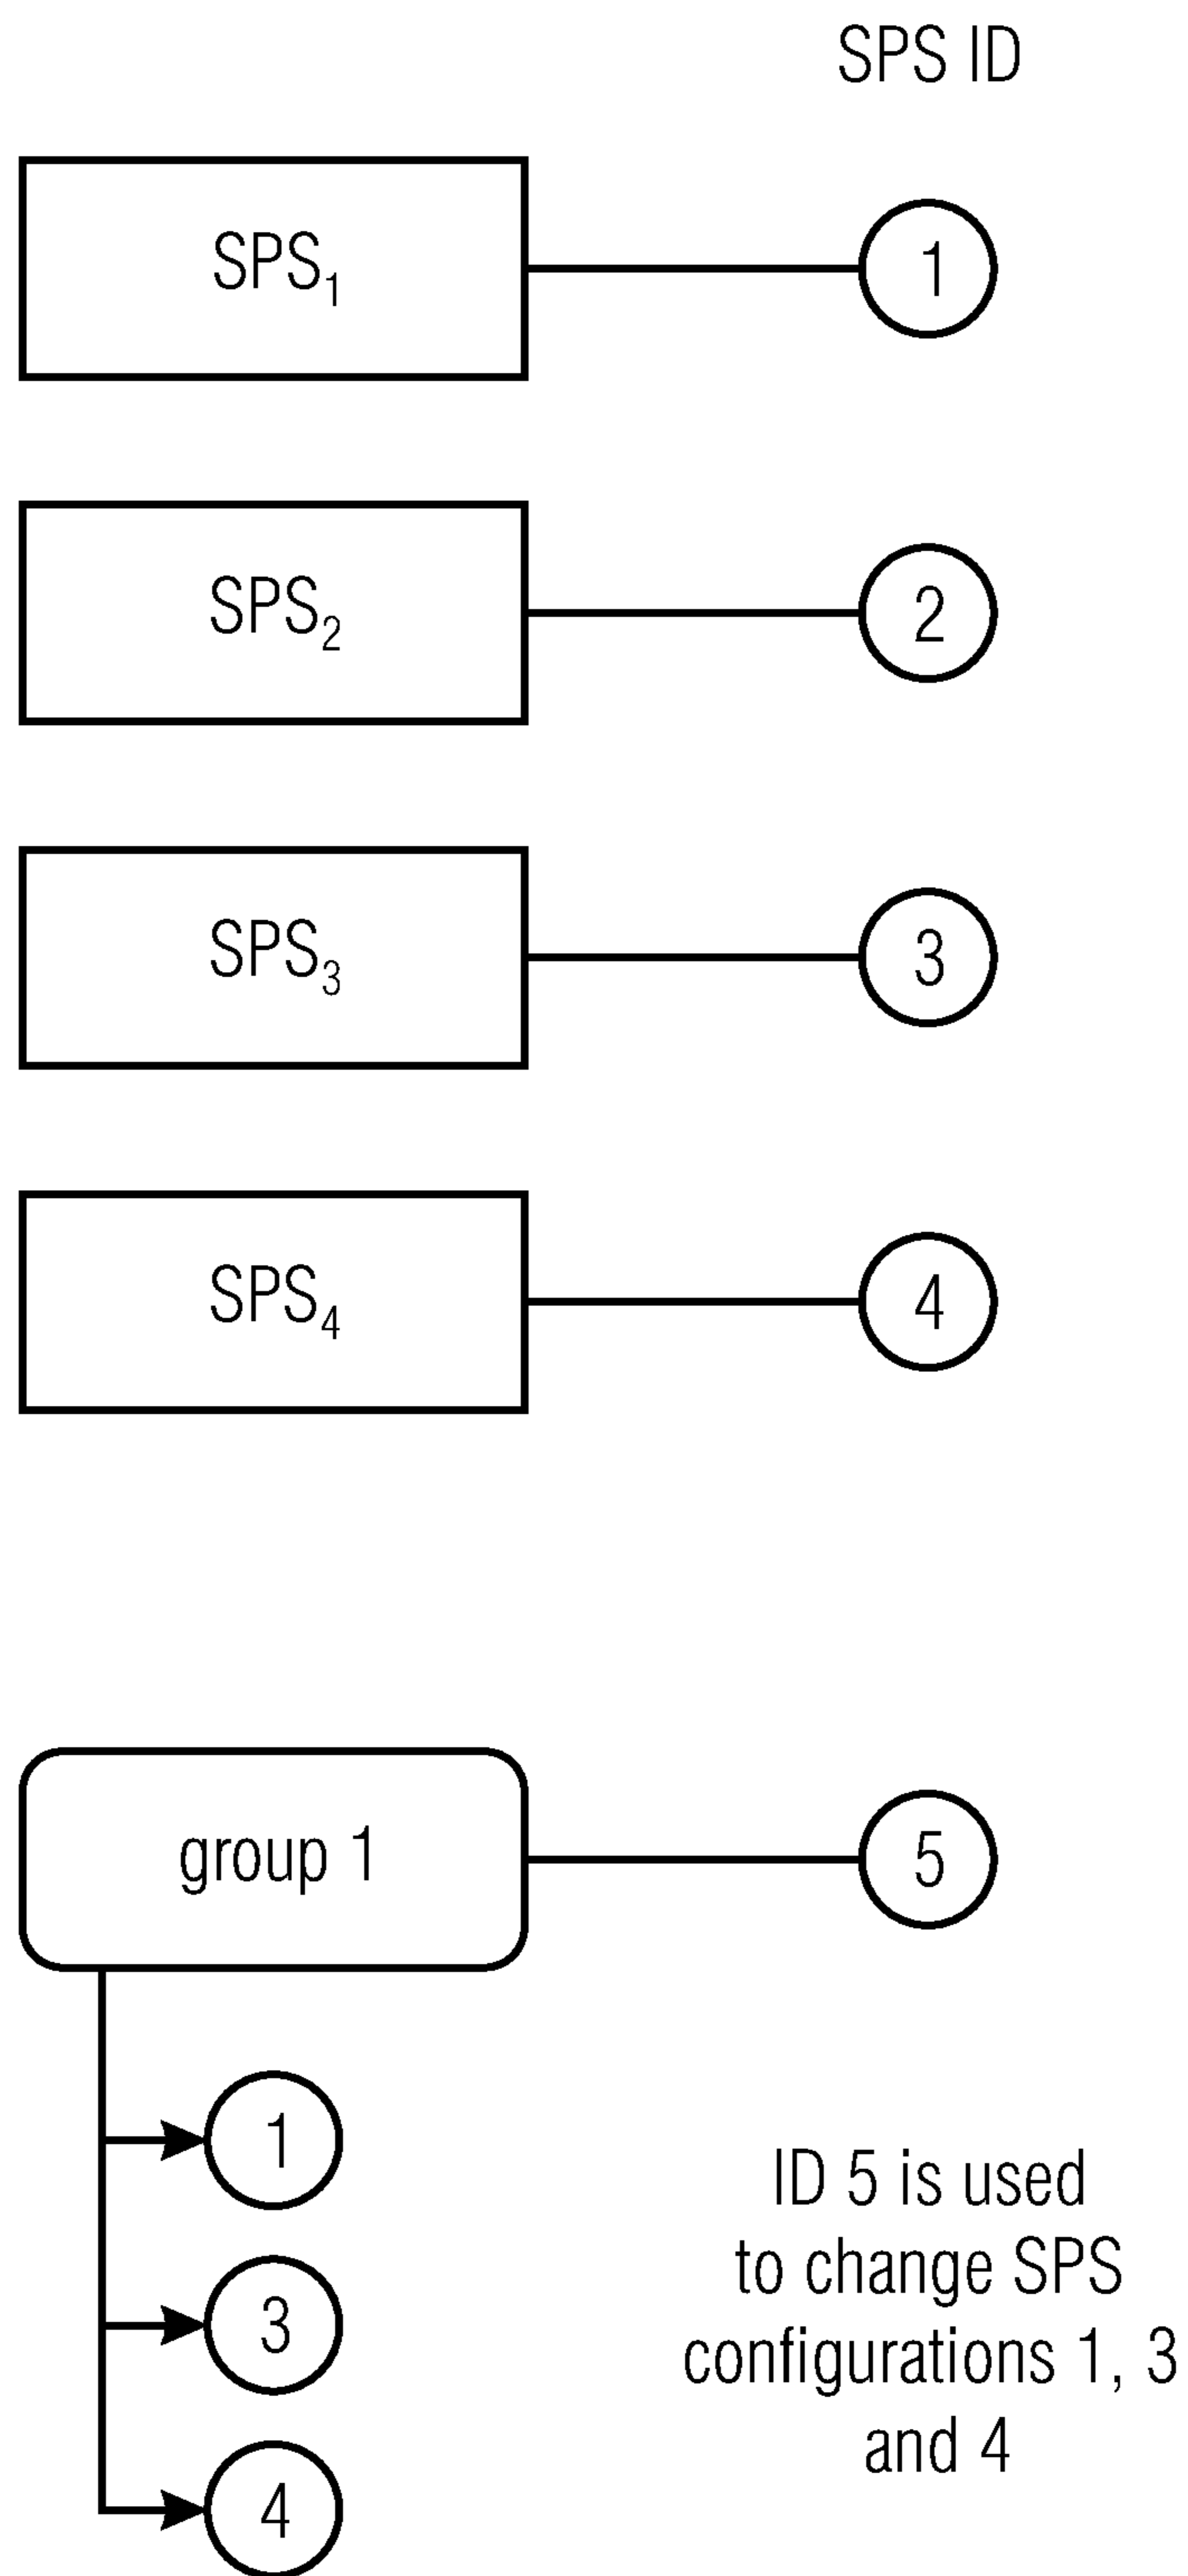 SPS ID
SPS₁
1
SPS₂
2
SPS₃
3
SPS₄
4
group 1
5
1
3
4
ID 5 is used
to change SPS
configurations 1, 3
and 4